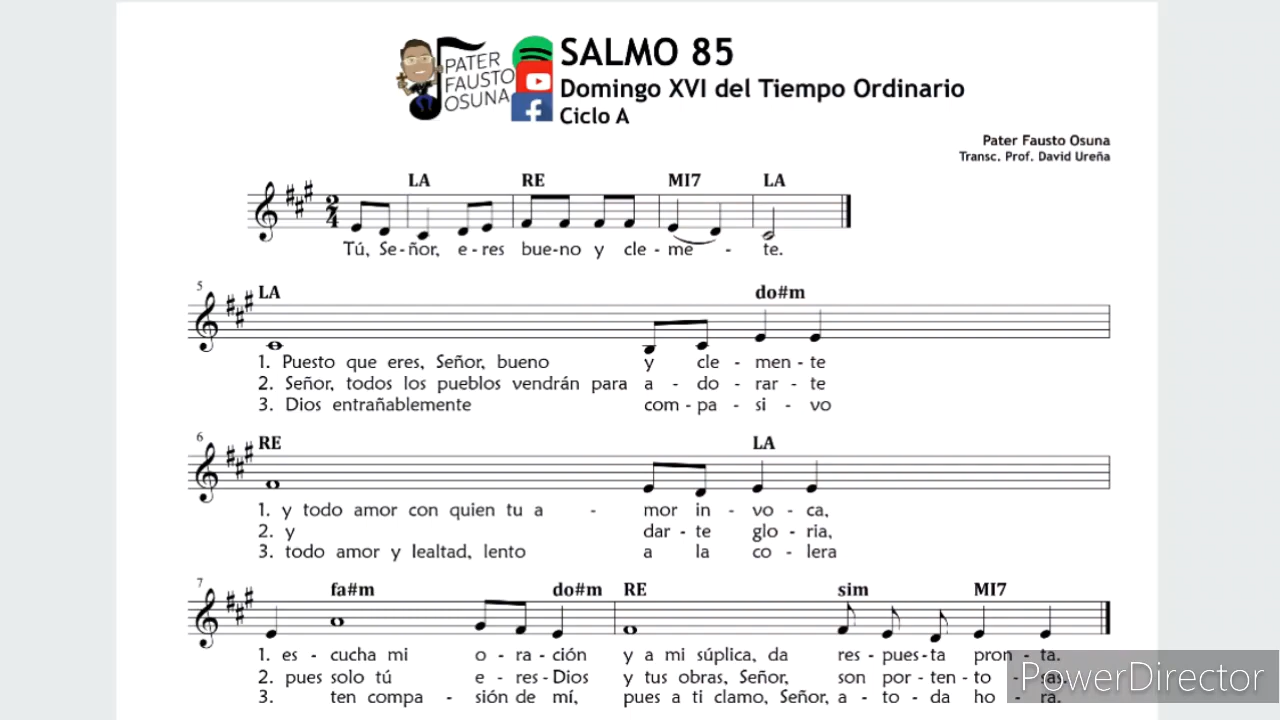 PATER
FAUSTO
OSUNA
SALMO 85
Domingo XVI del Tiempo Ordinario
Ciclo A
Pater Fausto Osuna
Transc. Prof. David Ureña
LA RE MI7 LA
2
4
Tú, Se-ñor, e-res bue-no y cle-me - te.
5 LA do#m
1. Puesto que eres, Señor, bueno y cle - men - te
2. Señor, todos los pueblos vendrán para a - do - rar - te
3. Dios entrañablemente com - pa - si - vo
6 RE LA
1. y todo amor con quien tu a - mor in - vo - ca,
2. y dar - te glo - ria,
3. todo amor y lealtad, lento a la co - lera
7 fa#m do#m RE sim MI7
1. es - cucha mi o - ra - ción y a mi súplica, da res - pues - ta pron - ta.
2. pues solo tú e - res - Dios y tus obras, Señor, son por - ten - to - sas.
3. ten compa - sión de mí, pues a ti clamo, Señor, a - to - da ho - ra.
PowerDirector